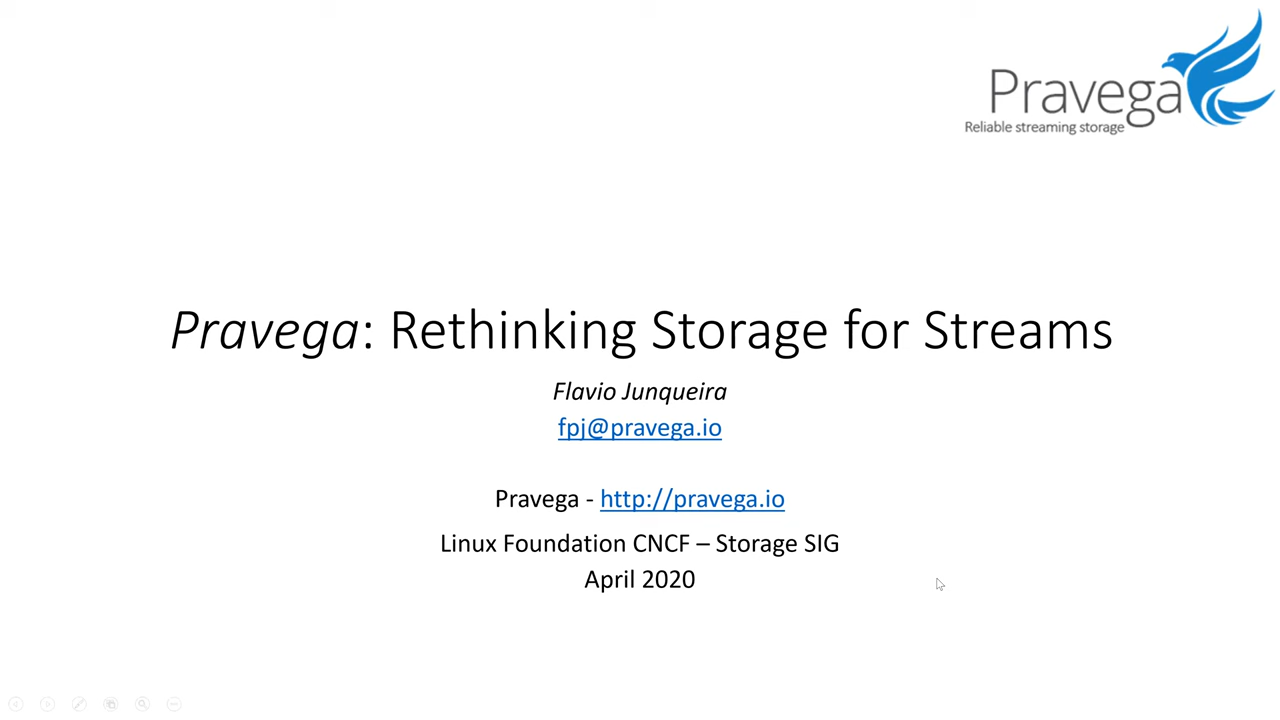 Pravega
Reliable streaming storage
Pravega: Rethinking Storage for Streams
Flavio Junqueira
fpj@pravega.io
Pravega - http://pravega.io
Linux Foundation CNCF – Storage SIG
April 2020